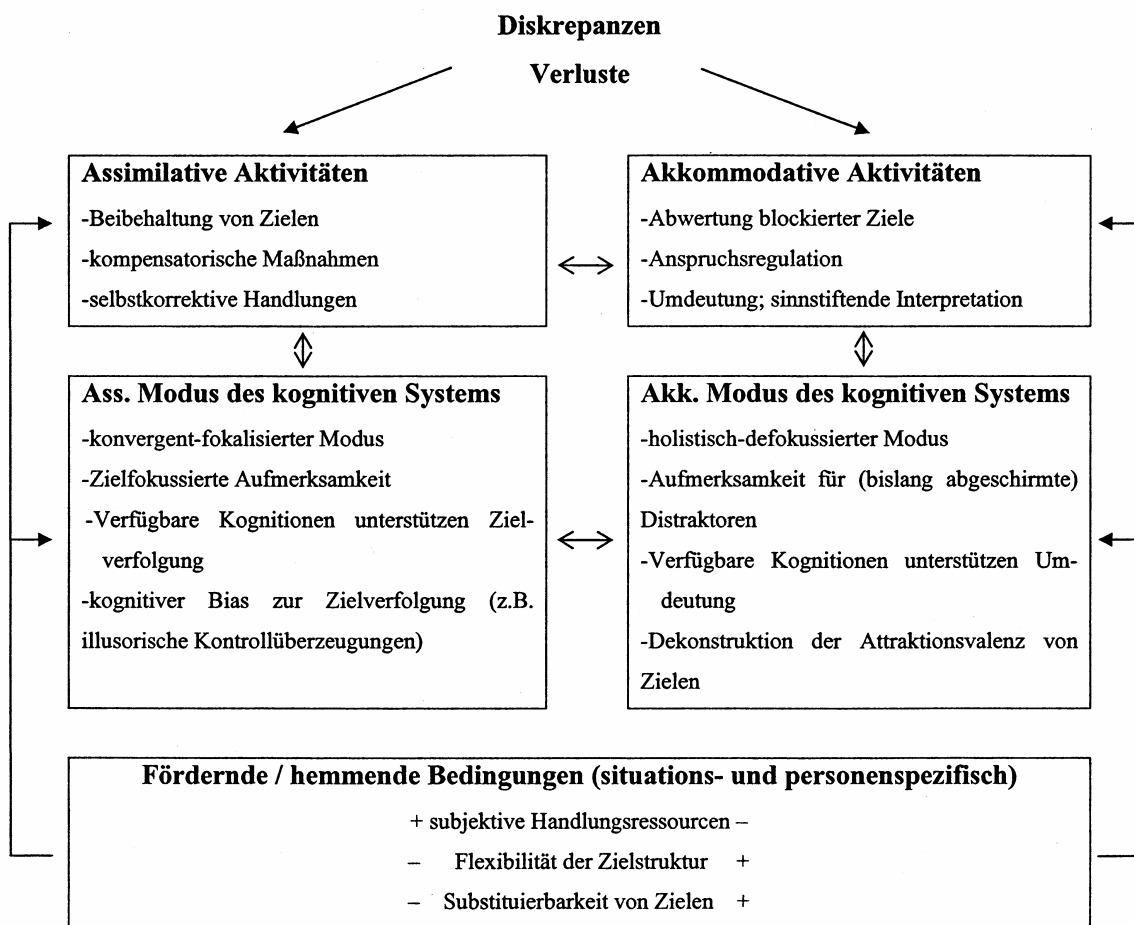 Diskrepanzen
Verluste
Assimilative Aktivitäten
-Beibehaltung von Zielen
-kompensatorische Maßnahmen
-selbstkorrektive Handlungen
Akkommodative Aktivitäten
-Abwertung blockierter Ziele
-Anspruchsregulation
-Umdeutung; sinnstiftende Interpretation
Ass. Modus des kognitiven Systems
-konvergent-fokalisierter Modus
-Zielfokussierte Aufmerksamkeit
-Verfügbare Kognitionen unterstützen Ziel-
verfolgung
-kognitiver Bias zur Zielverfolgung (z.B.
illusorische Kontrollüberzeugungen)
Akk. Modus des kognitiven Systems
-holistisch-defokussierter Modus
-Aufmerksamkeit für (bislang abgeschirmte)
Distraktoren
-Verfügbare Kognitionen unterstützen Um-
deutung
-Dekonstruktion der Attraktionsvalenz von
Zielen
Fördernde / hemmende Bedingungen (situations- und personenspezifisch)
+ subjektive Handlungsressourcen –
– Flexibilität der Zielstruktur +
– Substituierbarkeit von Zielen +